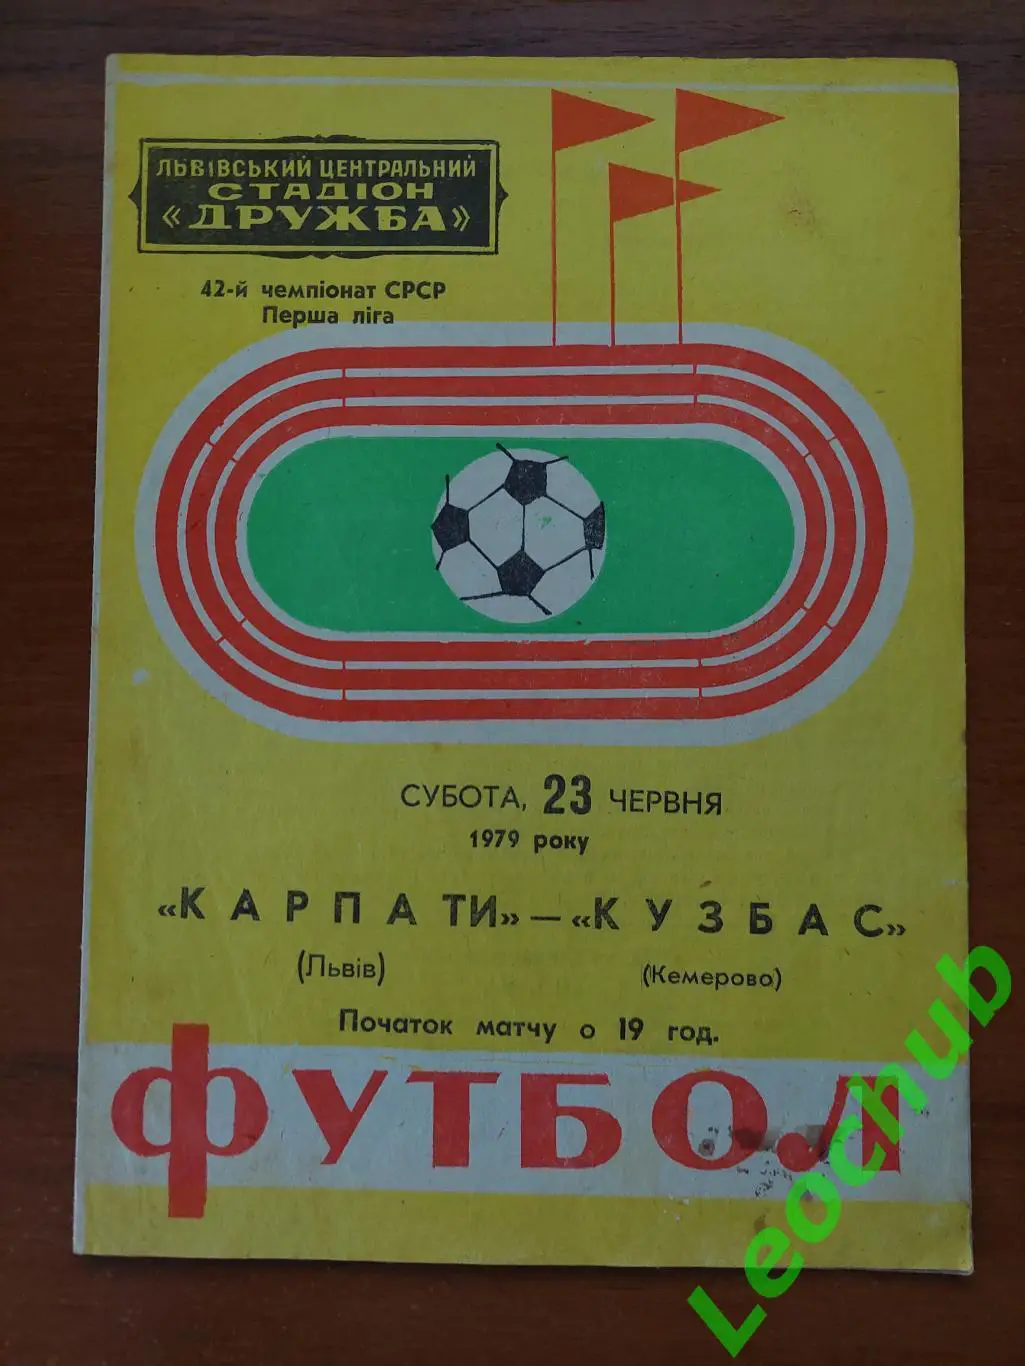 ЛЬВІВСЬКИЙ ЦЕНТРАЛЬНИЙ
СТАДІОН
«ДРУЖБА»
42-й чемпіонат СРСР
Перша ліга
СУБОТА, 23 ЧЕРВНЯ
1979 року
«КАРПАТИ» — «КУЗБАС»
(Львів) (Кемерово)
Початок матчу о 19 год.
ФУТБОЛ
Leochub